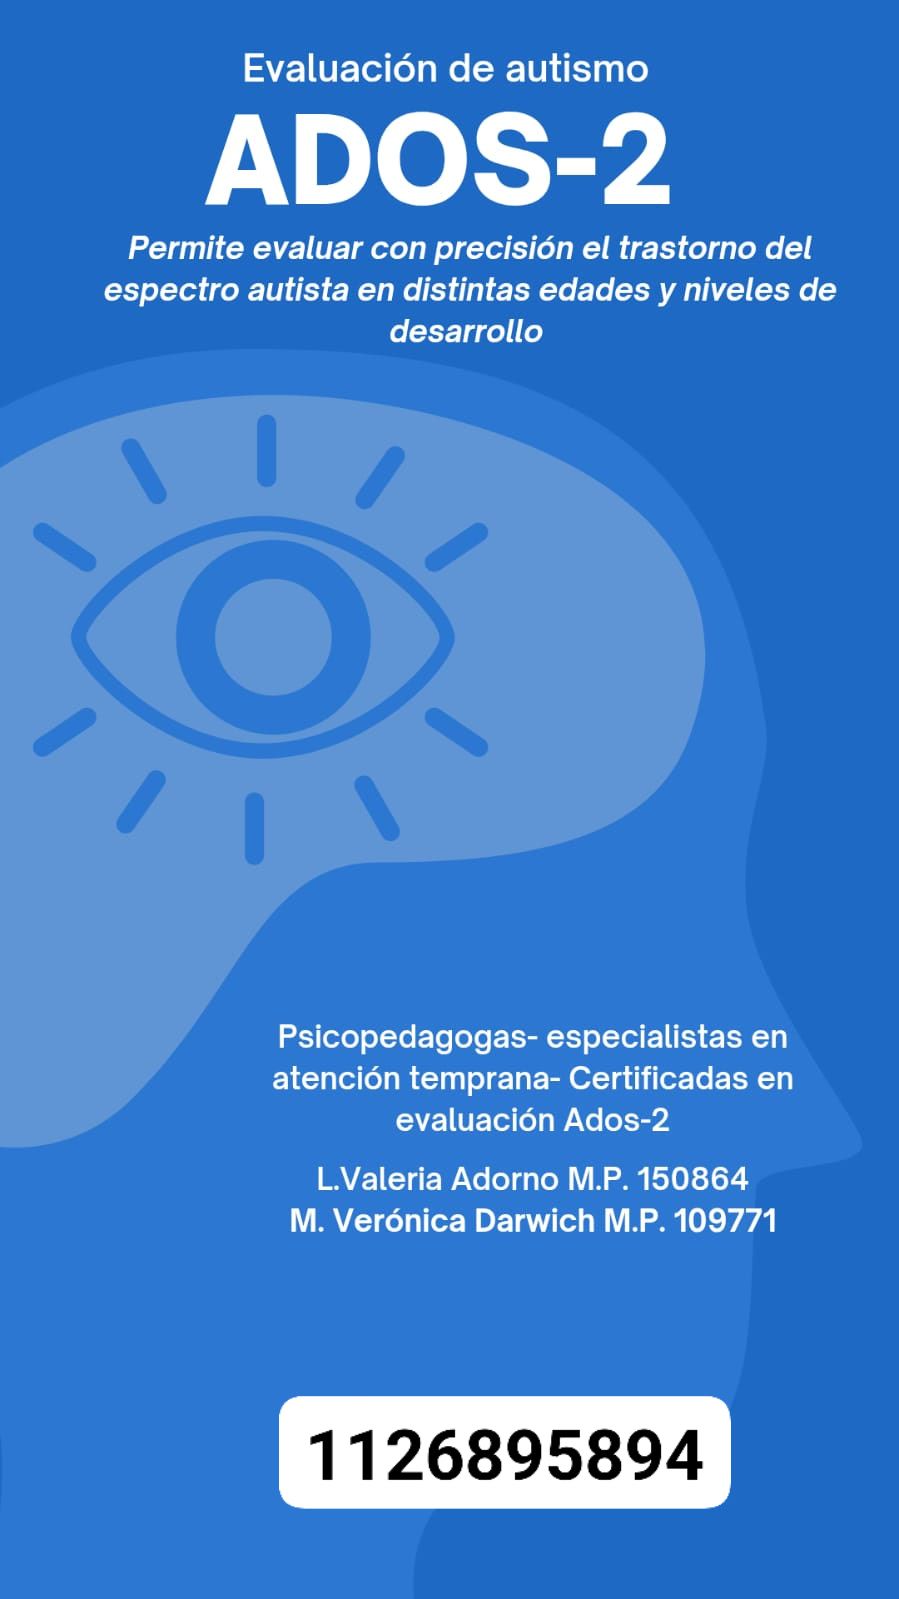 Evaluación de autismo
ADOS-2
Permite evaluar con precisión el trastorno del
espectro autista en distintas edades y niveles de
desarrollo
Psicopedagogas- especialistas en
atención temprana- Certificadas en
evaluación Ados-2
L.Valeria Adorno M.P. 150864
M. Verónica Darwich M.P. 109771
1126895894